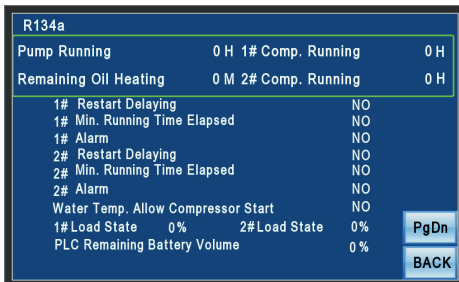 R134a
Pump Running 0 H 1# Comp. Running 0 H
Remaining Oil Heating 0 M 2# Comp. Running 0 H
1# Restart Delaying NO
1# Min. Running Time Elapsed NO
1# Alarm NO
2# Restart Delaying NO
2# Min. Running Time Elapsed NO
2# Alarm NO
Water Temp. Allow Compressor Start NO
1# Load State 0% 2# Load State 0% PgDn
PLC Remaining Battery Volume 0%
BACK